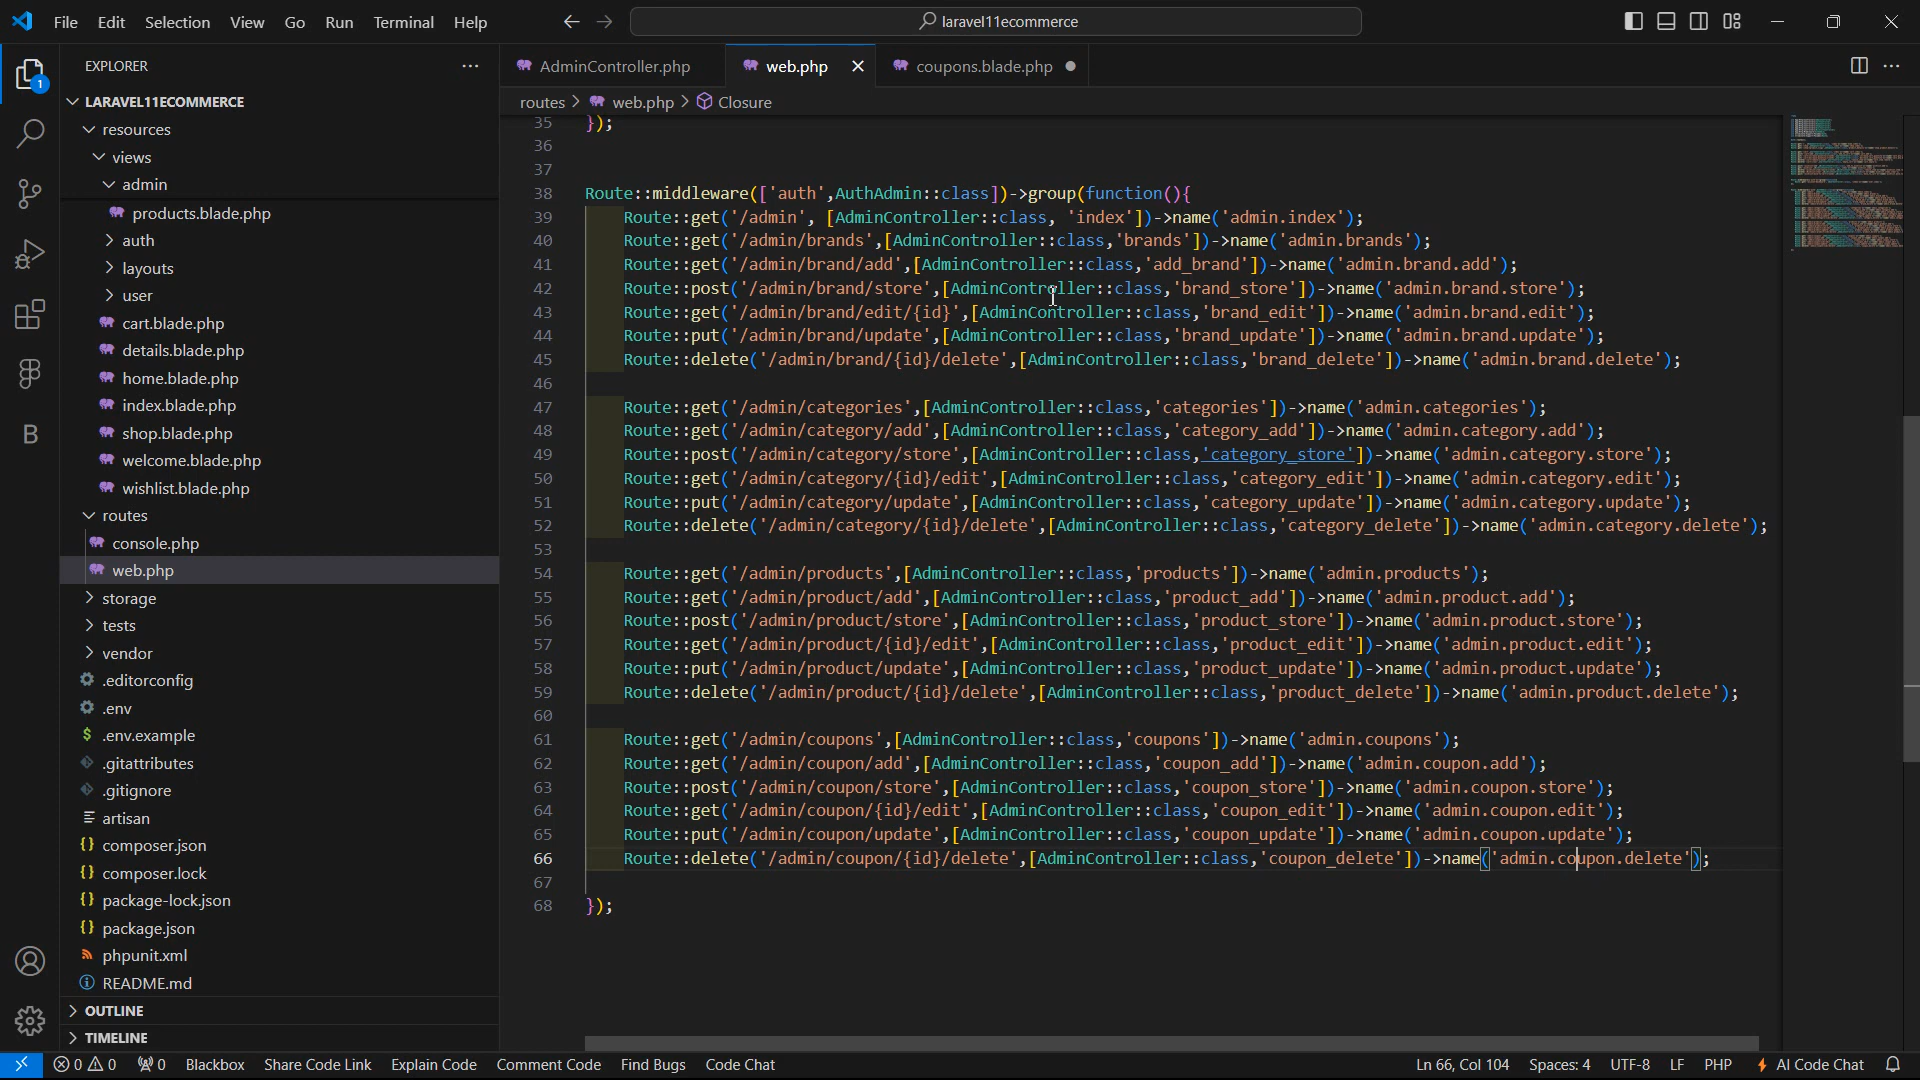 File Edit Selection View Go Run Terminal Help
laravel11ecommerce
EXPLORER
LARAVEL11ECOMMERCE
resources
views
admin
products.blade.php
auth
layouts
user
cart.blade.php
details.blade.php
home.blade.php
index.blade.php
shop.blade.php
welcome.blade.php
wishlist.blade.php
routes
console.php
web.php
storage
tests
vendor
.editorconfig
.env
.env.example
.gitattributes
.gitignore
artisan
composer.json
composer.lock
package-lock.json
package.json
phpunit.xml
README.md
OUTLINE
TIMELINE
1
B
AdminController.php
web.php
coupons.blade.php
routes > web.php > Closure
35 });
36
37
38 Route::middleware(['auth',AuthAdmin::class])->group(function(){
39 Route::get('/admin', [AdminController::class, 'index'])->name('admin.index');
40 Route::get('/admin/brands',[AdminController::class,'brands'])->name('admin.brands');
41 Route::get('/admin/brand/add',[AdminController::class,'add_brand'])->name('admin.brand.add');
42 Route::post('/admin/brand/store',[AdminController::class,'brand_store'])->name('admin.brand.store');
43 Route::get('/admin/brand/edit/{id}',[AdminController::class,'brand_edit'])->name('admin.brand.edit');
44 Route::put('/admin/brand/update',[AdminController::class,'brand_update'])->name('admin.brand.update');
45 Route::delete('/admin/brand/{id}/delete',[AdminController::class,'brand_delete'])->name('admin.brand.delete');
46
47 Route::get('/admin/categories',[AdminController::class,'categories'])->name('admin.categories');
48 Route::get('/admin/category/add',[AdminController::class,'category_add'])->name('admin.category.add');
49 Route::post('/admin/category/store',[AdminController::class,'category_store'])->name('admin.category.store');
50 Route::get('/admin/category/{id}/edit',[AdminController::class,'category_edit'])->name('admin.category.edit');
51 Route::put('/admin/category/update',[AdminController::class,'category_update'])->name('admin.category.update');
52 Route::delete('/admin/category/{id}/delete',[AdminController::class,'category_delete'])->name('admin.category.delete');
53
54 Route::get('/admin/products',[AdminController::class,'products'])->name('admin.products');
55 Route::get('/admin/product/add',[AdminController::class,'product_add'])->name('admin.product.add');
56 Route::post('/admin/product/store',[AdminController::class,'product_store'])->name('admin.product.store');
57 Route::get('/admin/product/{id}/edit',[AdminController::class,'product_edit'])->name('admin.product.edit');
58 Route::put('/admin/product/update',[AdminController::class,'product_update'])->name('admin.product.update');
59 Route::delete('/admin/product/{id}/delete',[AdminController::class,'product_delete'])->name('admin.product.delete');
60
61 Route::get('/admin/coupons',[AdminController::class,'coupons'])->name('admin.coupons');
62 Route::get('/admin/coupon/add',[AdminController::class,'coupon_add'])->name('admin.coupon.add');
63 Route::post('/admin/coupon/store',[AdminController::class,'coupon_store'])->name('admin.coupon.store');
64 Route::get('/admin/coupon/{id}/edit',[AdminController::class,'coupon_edit'])->name('admin.coupon.edit');
65 Route::put('/admin/coupon/update',[AdminController::class,'coupon_update'])->name('admin.coupon.update');
66 Route::delete('/admin/coupon/{id}/delete',[AdminController::class,'coupon_delete'])->name('admin.coupon.delete');
67
68 });
0 0 0 Blackbox Share Code Link Explain Code Comment Code Find Bugs Code Chat Ln 66, Col 104 Spaces: 4 UTF-8 LF PHP AI Code Chat